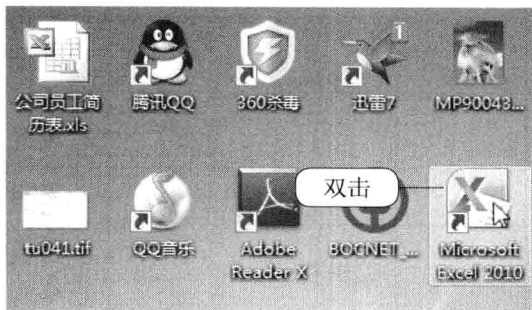 1
公司员工简
历表.xls
腾讯QQ
360杀毒
迅雷7
MP90043...
双击
tu041.tif
QQ音乐
Adobe
Reader X
BOCNET_...
Microsoft
Excel 2010